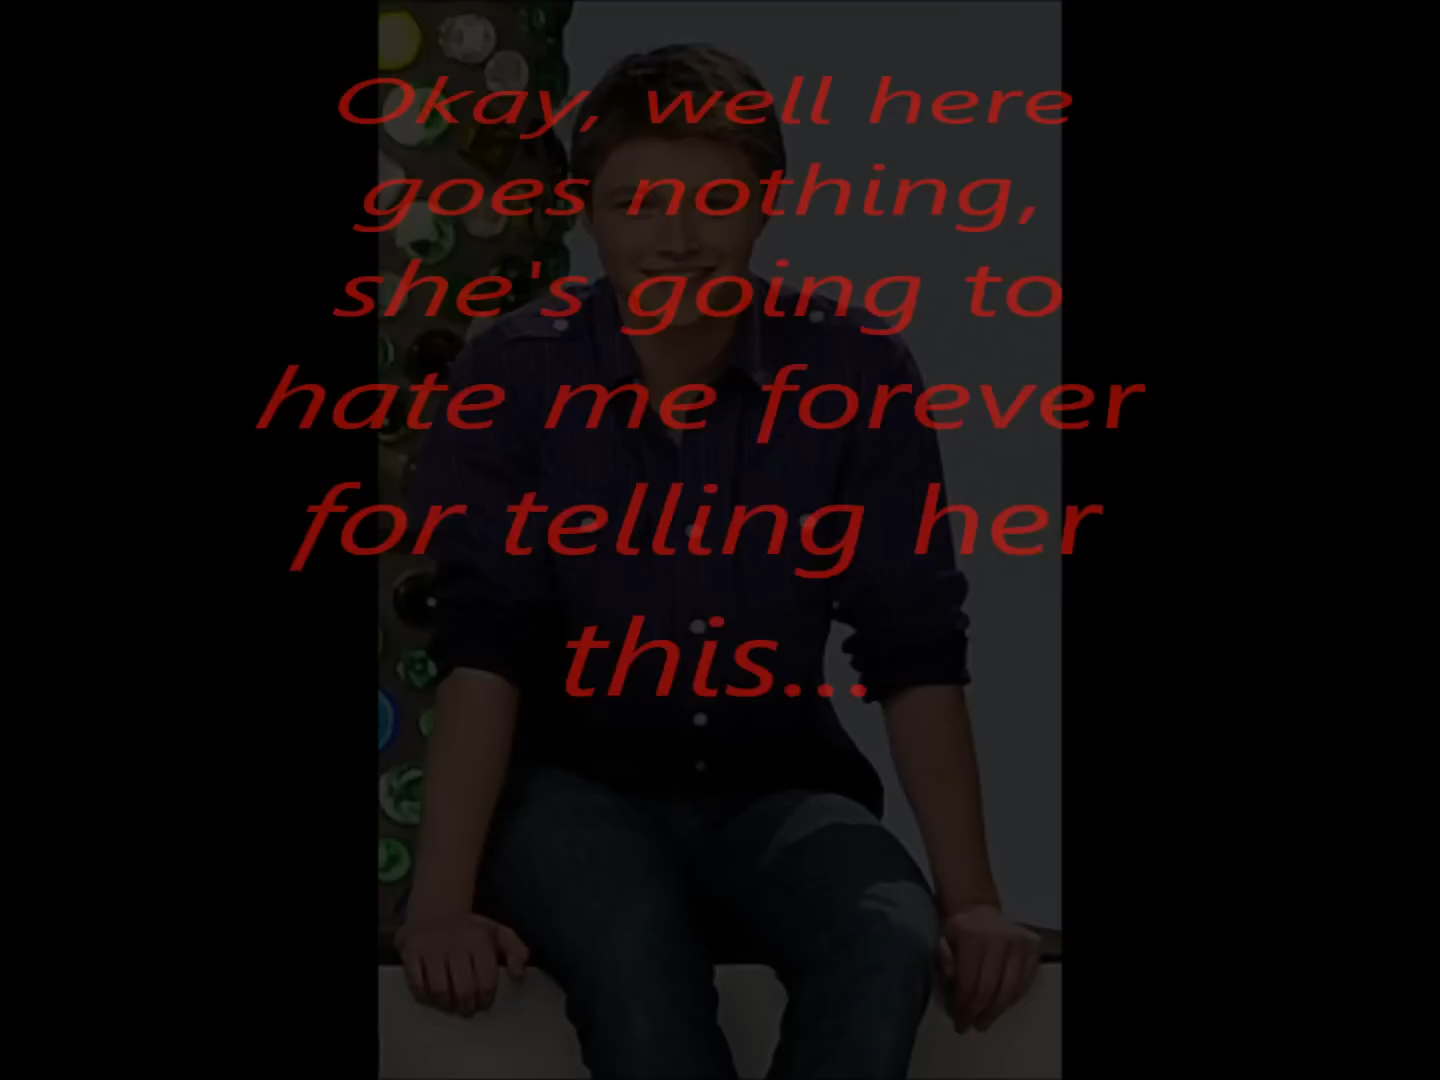 Okay, well here
goes nothing,
she's going to
hate me forever
for telling her
this...